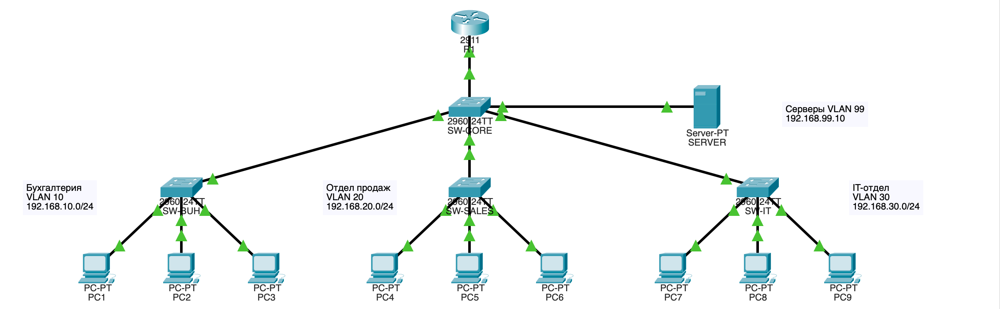 2911
R1
2960-24TT
SW-CORE
Server-PT
SERVER
Серверы VLAN 99
192.168.99.10
Бухгалтерия
VLAN 10
192.168.10.0/24
2960-24TT
SW-BUH
Отдел продаж
VLAN 20
192.168.20.0/24
2960-24TT
SW-SALES
2960-24TT
SW-IT
IT-отдел
VLAN 30
192.168.30.0/24
PC-PT
PC1
PC-PT
PC2
PC-PT
PC3
PC-PT
PC4
PC-PT
PC5
PC-PT
PC6
PC-PT
PC7
PC-PT
PC8
PC-PT
PC9